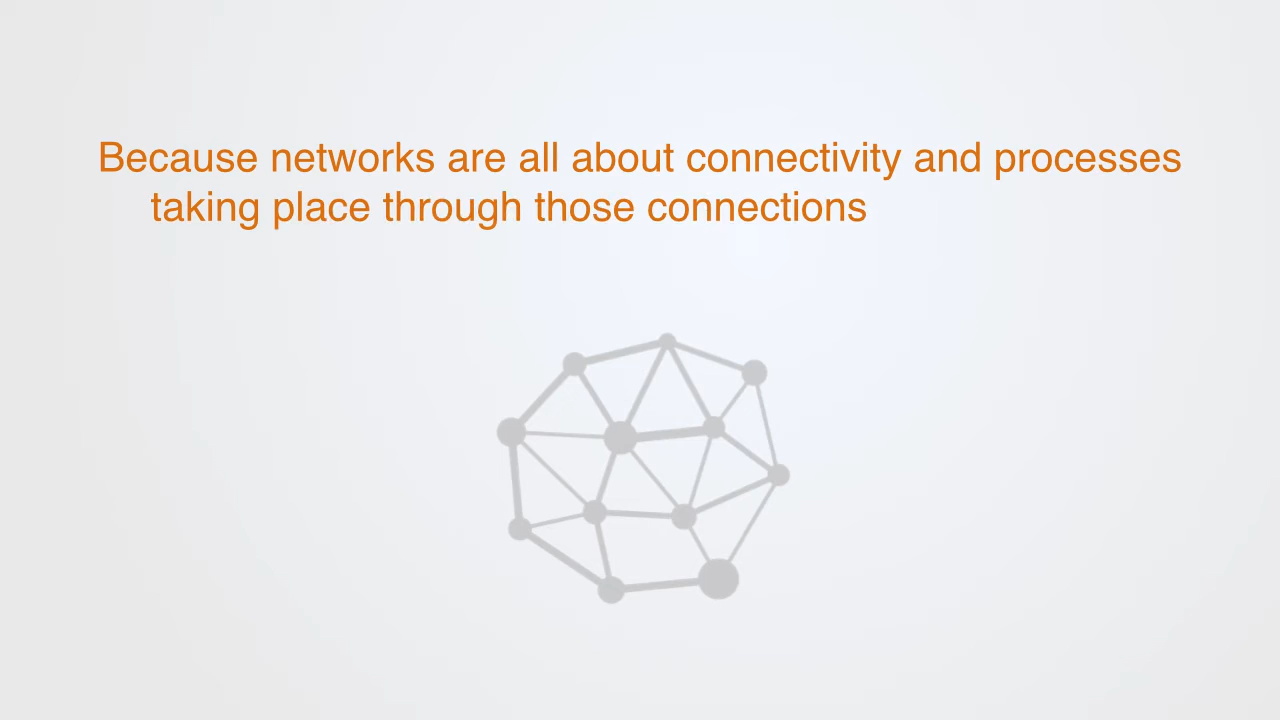 Because networks are all about connectivity and processes
taking place through those connections